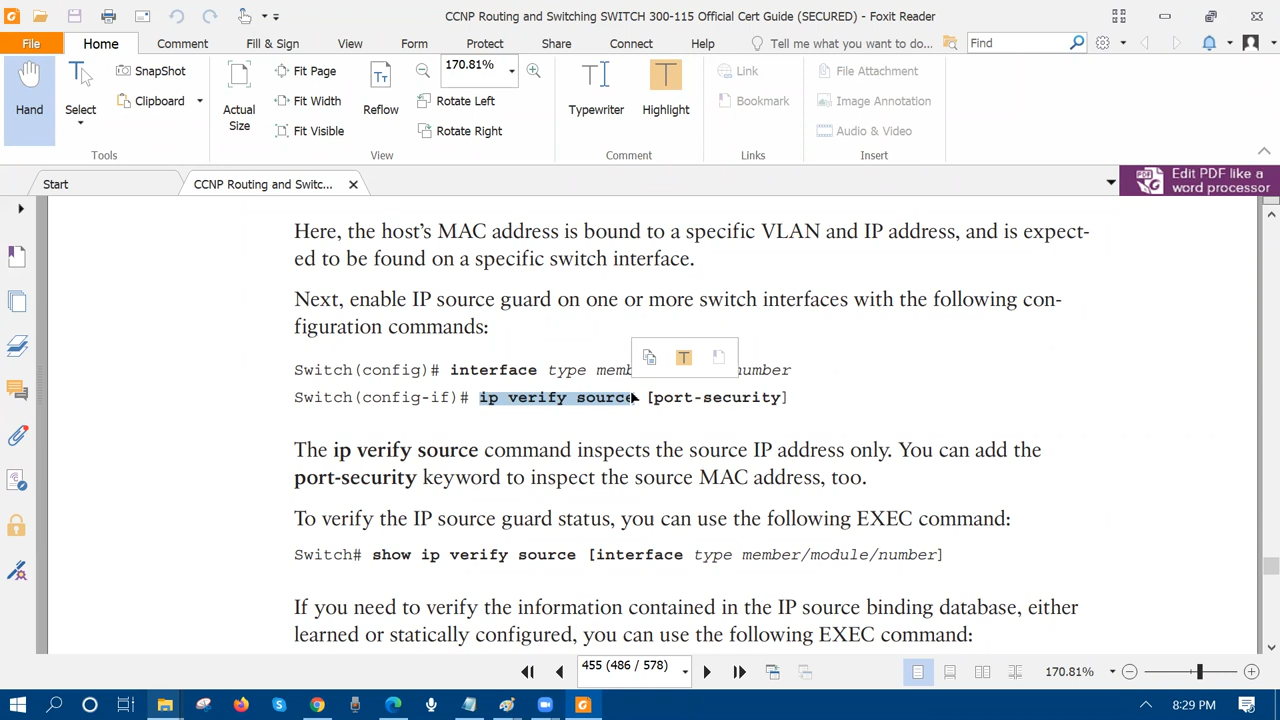 CCNP Routing and Switching SWITCH 300-115 Official Cert Guide (SECURED) - Foxit Reader
File Home Comment Fill & Sign View Form Protect Share Connect Help Tell me what you want to do... Find
Hand
Select
SnapShot
Clipboard
Tools
Actual Size
Fit Page
Fit Width
Fit Visible
Reflow
170.81%
Rotate Left
Rotate Right
View
Typewriter
Highlight
Comment
Link
Bookmark
Links
File Attachment
Image Annotation
Audio & Video
Insert
Start
CCNP Routing and Switc...
Edit PDF like a
word processor
Here, the host's MAC address is bound to a specific VLAN and IP address, and is expect-
ed to be found on a specific switch interface.
Next, enable IP source guard on one or more switch interfaces with the following con-
figuration commands:
Switch(config)# interface type number
Switch(config-if)# ip verify source [port-security]
The ip verify source command inspects the source IP address only. You can add the
port-security keyword to inspect the source MAC address, too.
To verify the IP source guard status, you can use the following EXEC command:
Switch# show ip verify source [interface type member/module/number]
If you need to verify the information contained in the IP source binding database, either
learned or statically configured, you can use the following EXEC command:
455 (486 / 578)
170.81%
8:29 PM